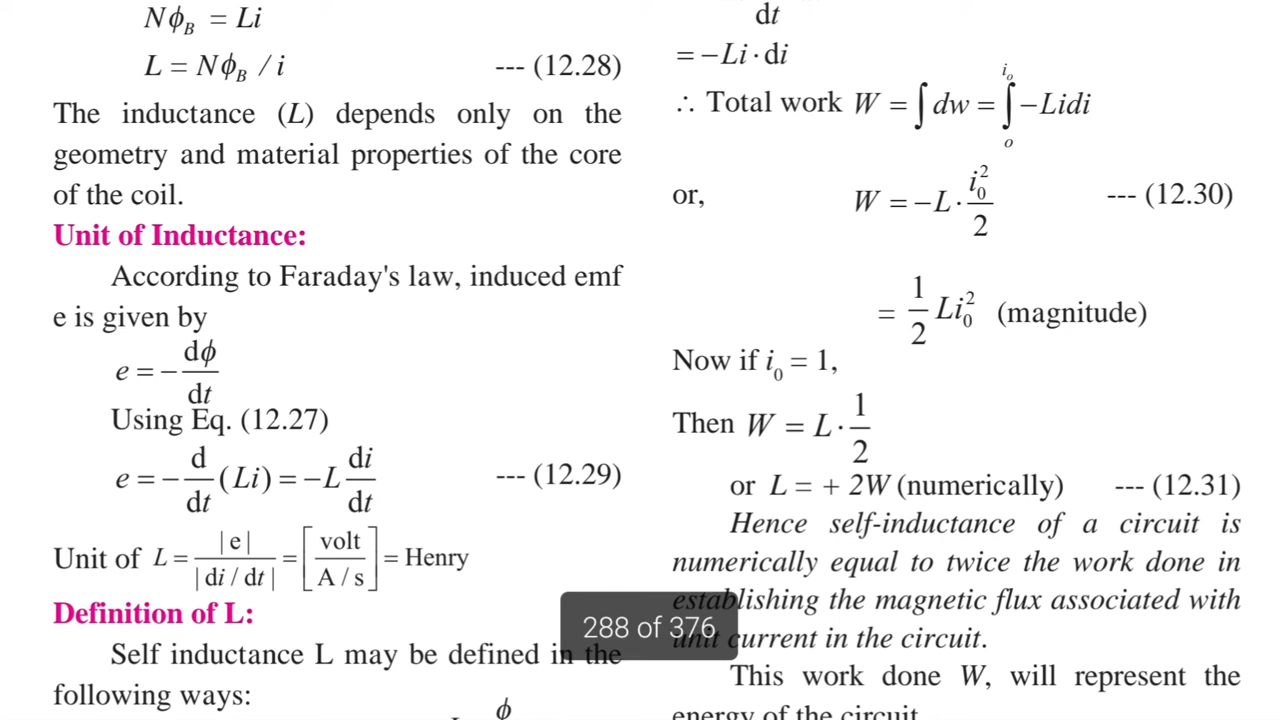 Nϕ_B = Li
L = Nϕ_B / i --- (12.28)
The inductance (L) depends only on the
geometry and material properties of the core
of the coil.
Unit of Inductance:
According to Faraday's law, induced emf
e is given by
e = − dϕ/dt
Using Eq. (12.27)
e = − d/dt (Li) = −L di/dt --- (12.29)
Unit of L = |e| / |di / dt| = [volt / A / s] = Henry
Definition of L:
Self inductance L may be defined in the
following ways:
ϕ
dt
= −Li · di
∴ Total work W = ∫ dw = ∫_o^{i_o} −Lidi
or, W = −L · i_0^2 / 2 --- (12.30)
= 1/2 Li_0^2 (magnitude)
Now if i_0 = 1,
Then W = L · 1/2
or L = + 2W (numerically) --- (12.31)
Hence self-inductance of a circuit is
numerically equal to twice the work done in
establishing the magnetic flux associated with
unit current in the circuit.
This work done W, will represent the
energy of the circuit
288 of 376